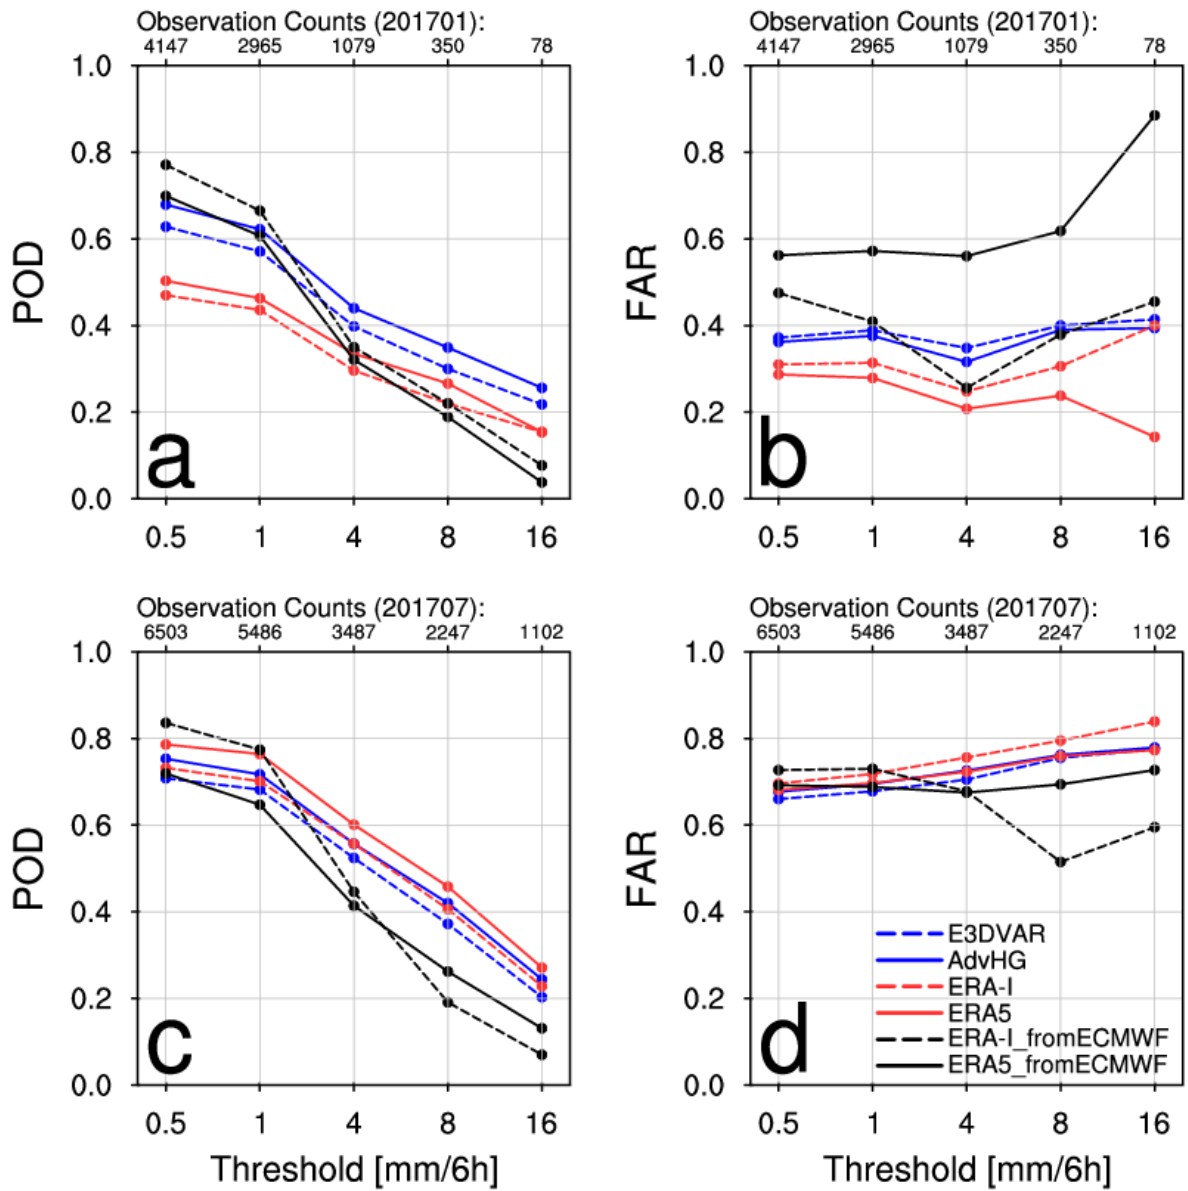 Observation Counts (201701):
4147 2965 1079 350 78
1.0
0.8
0.6
0.4
0.2
0.0
POD
a
0.5 1 4 8 16
Observation Counts (201701):
4147 2965 1079 350 78
1.0
0.8
0.6
0.4
0.2
0.0
FAR
b
0.5 1 4 8 16
Observation Counts (201707):
6503 5486 3487 2247 1102
1.0
0.8
0.6
0.4
0.2
0.0
POD
c
0.5 1 4 8 16
Threshold [mm/6h]
Observation Counts (201707):
6503 5486 3487 2247 1102
1.0
0.8
0.6
0.4
0.2
0.0
FAR
d
E3DVAR
AdvHG
ERA-I
ERA5
ERA-I_fromECMWF
ERA5_fromECMWF
0.5 1 4 8 16
Threshold [mm/6h]